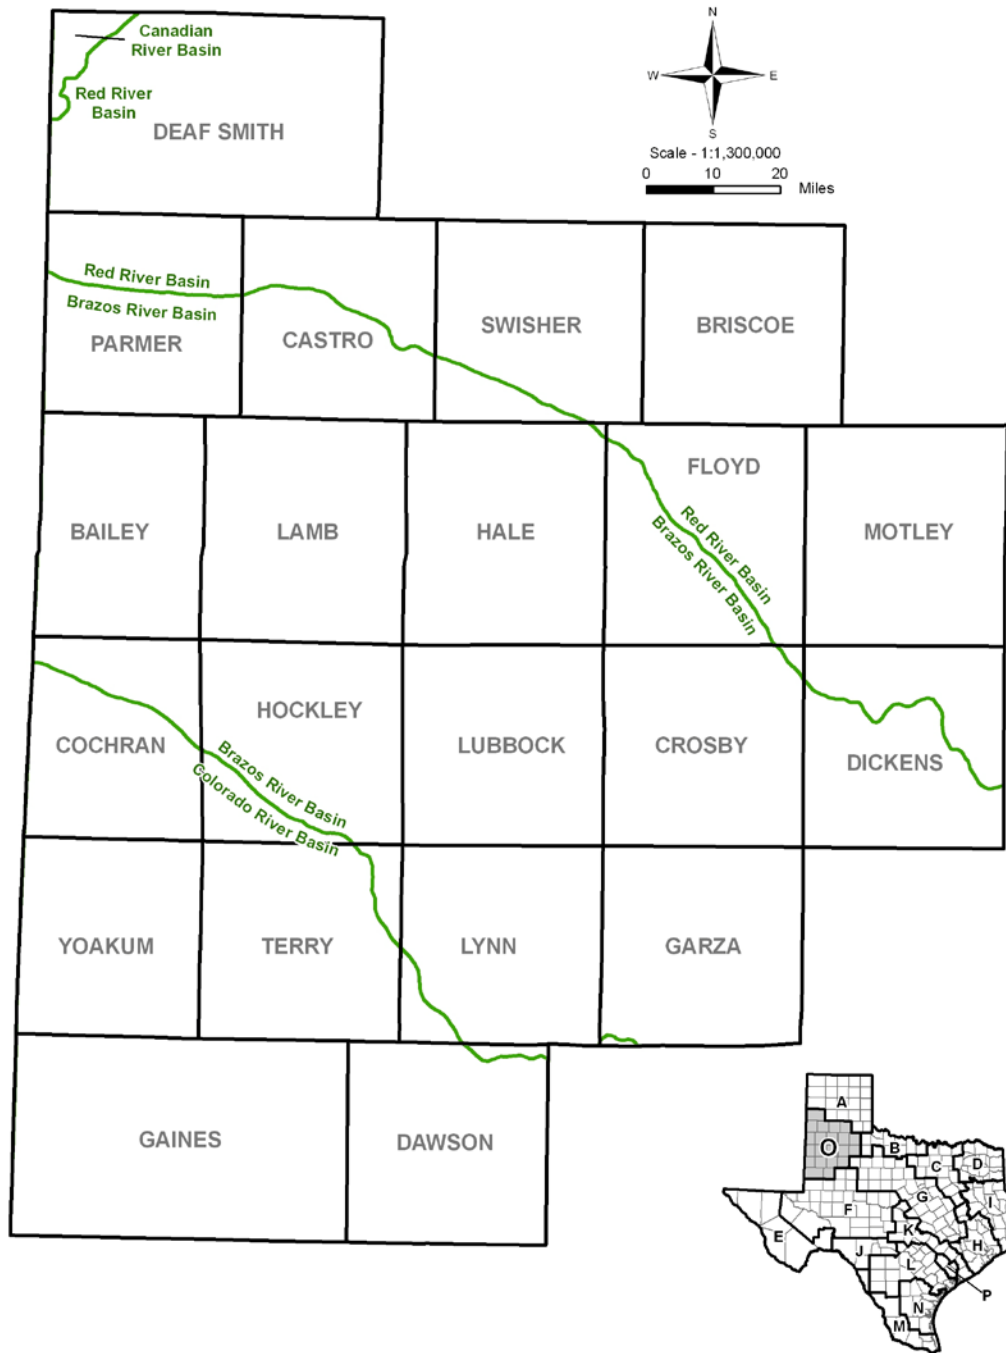 Canadian
River Basin
Red River
Basin
DEAF SMITH
N
W
E
S
Scale - 1:1,300,000
0 10 20
Miles
Red River Basin
Brazos River Basin
PARMER
CASTRO
SWISHER
BRISCOE
BAILEY
LAMB
HALE
FLOYD
MOTLEY
Red River Basin
Brazos River Basin
COCHRAN
HOCKLEY
LUBBOCK
CROSBY
DICKENS
Brazos River Basin
Colorado River Basin
YOAKUM
TERRY
LYNN
GARZA
GAINES
DAWSON
A
O
B
C
D
G
I
F
E
K
H
J
L
P
N
M